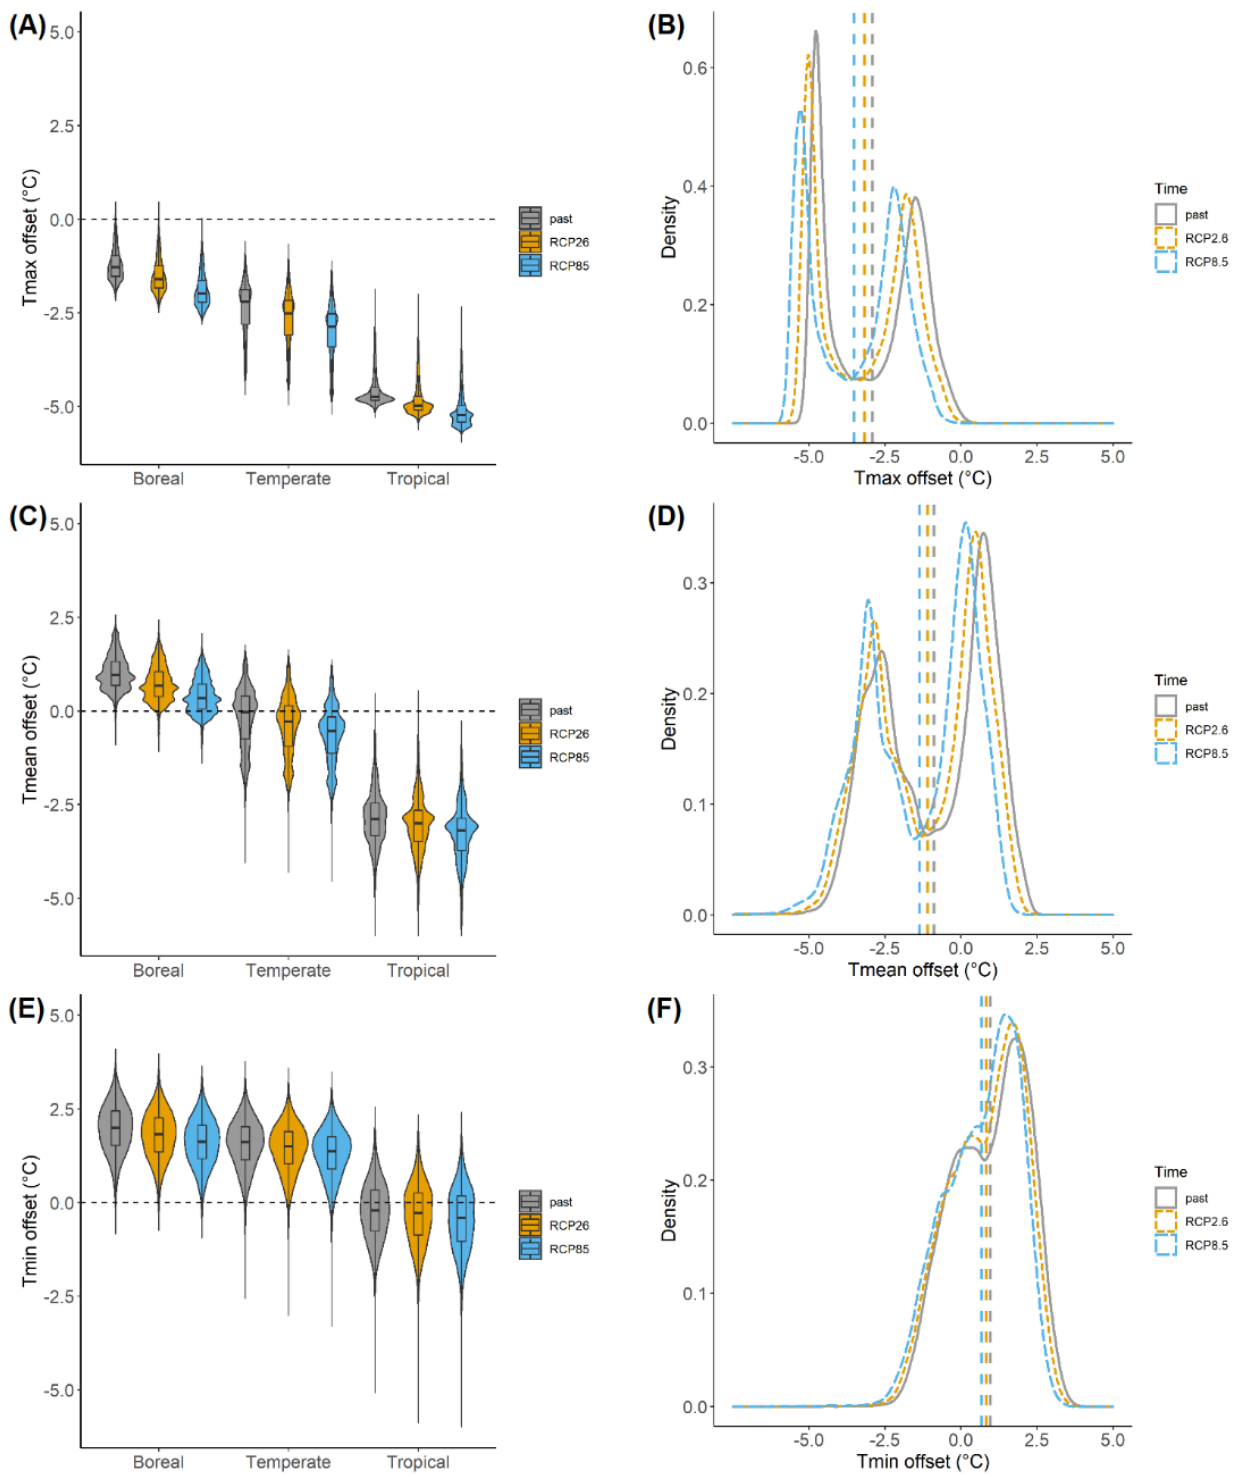 (A)
5.0
2.5
0.0
-2.5
-5.0
Tmax offset (°C)
Boreal Temperate Tropical
past
RCP26
RCP85
(B)
0.6
0.4
0.2
0.0
Density
-5.0 -2.5 0.0 2.5 5.0
Tmax offset (°C)
Time
past
RCP2.6
RCP8.5
(C)
5.0
2.5
0.0
-2.5
-5.0
Tmean offset (°C)
Boreal Temperate Tropical
past
RCP26
RCP85
(D)
0.3
0.2
0.1
0.0
Density
-5.0 -2.5 0.0 2.5 5.0
Tmean offset (°C)
Time
past
RCP2.6
RCP8.5
(E)
5.0
2.5
0.0
-2.5
-5.0
Tmin offset (°C)
Boreal Temperate Tropical
past
RCP26
RCP85
(F)
0.3
0.2
0.1
0.0
Density
-5.0 -2.5 0.0 2.5 5.0
Tmin offset (°C)
Time
past
RCP2.6
RCP8.5